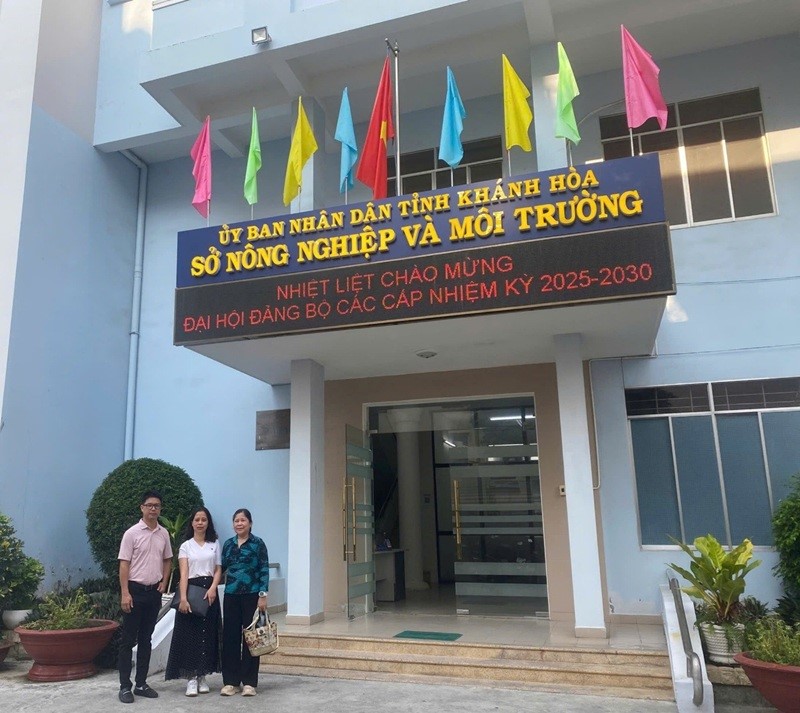 ỦY BAN NHÂN DÂN TỈNH KHÁNH HÒA
SỞ NÔNG NGHIỆP VÀ MÔI TRƯỜNG
NHIỆT LIỆT CHÀO MỪNG
ĐẠI HỘI ĐẢNG BỘ CÁC CẤP NHIỆM KỲ 2025-2030